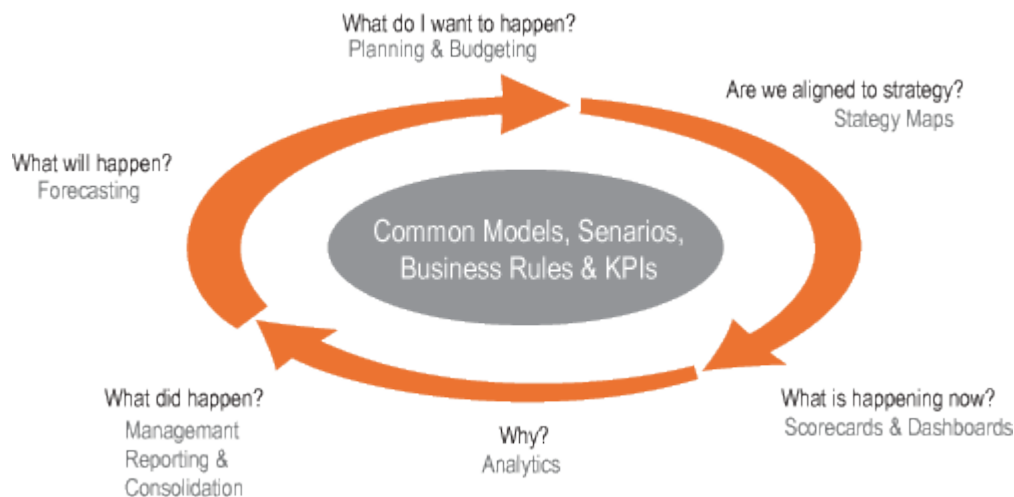 What do I want to happen?
Planning & Budgeting
Are we aligned to strategy?
Stategy Maps
What will happen?
Forecasting
Common Models, Senarios,
Business Rules & KPIs
What did happen?
Managemant
Reporting &
Consolidation
Why?
Analytics
What is happening now?
Scorecards & Dashboards